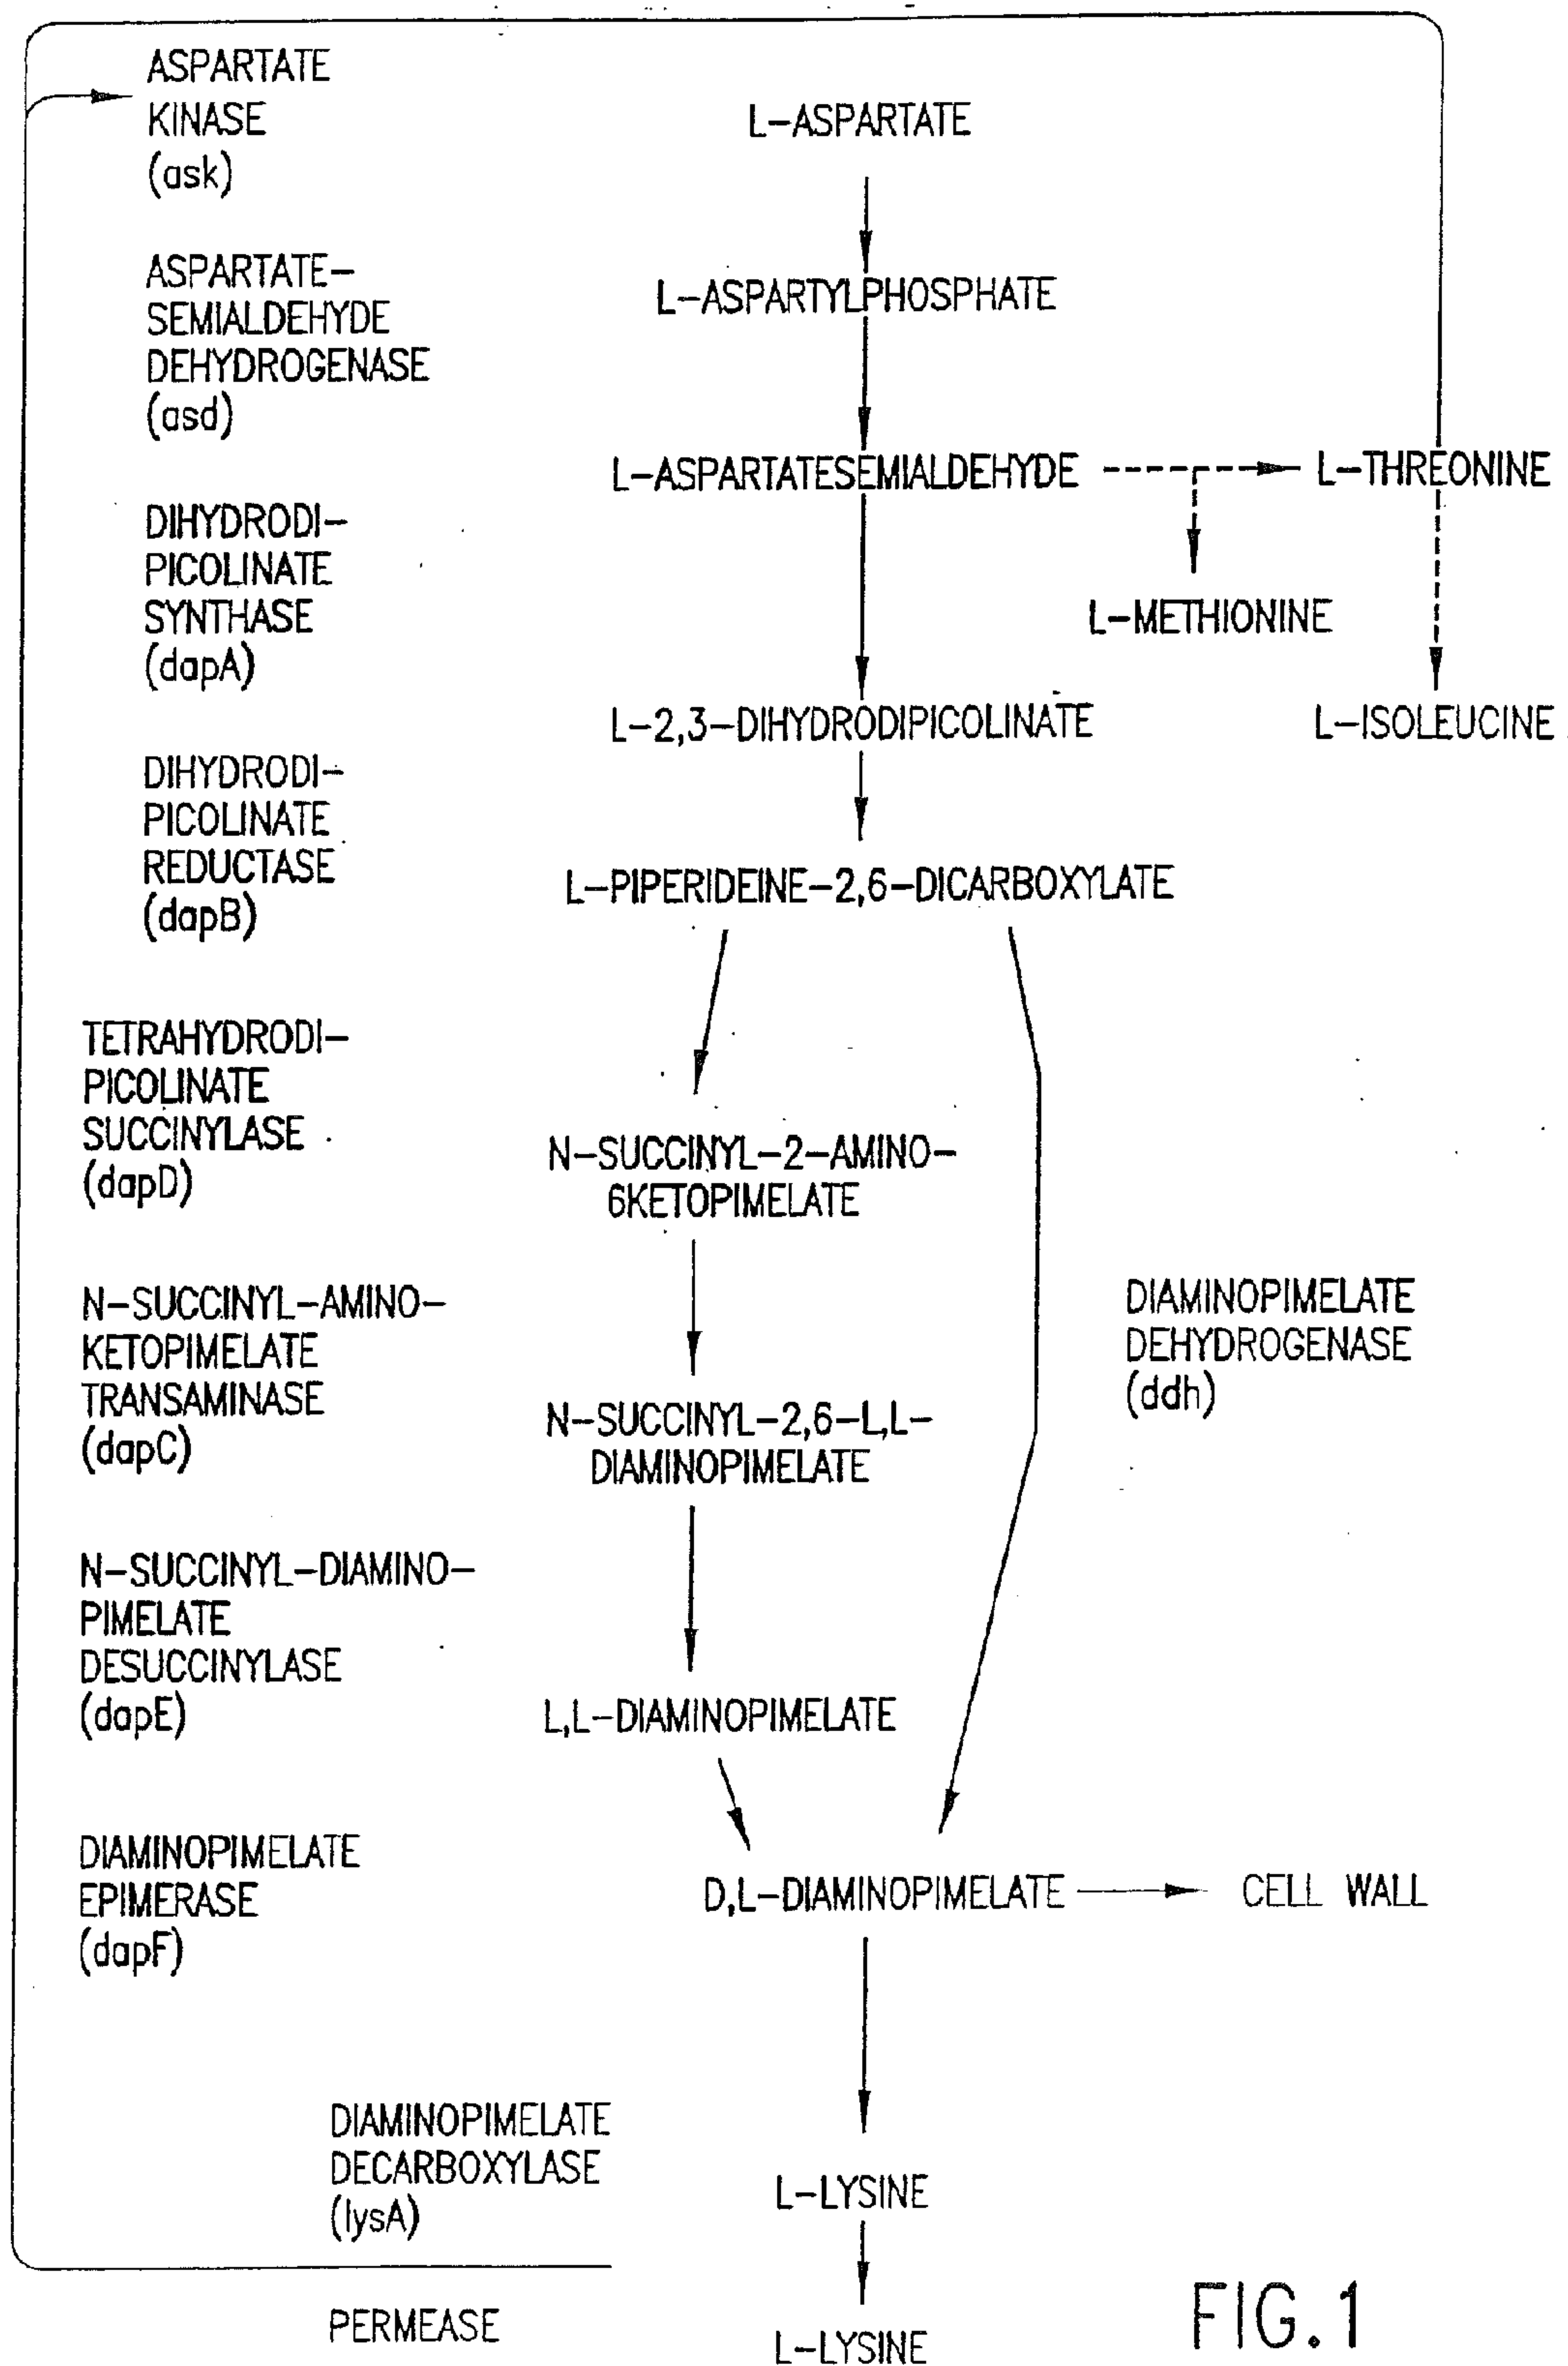 ASPARTATE
KINASE
(ask)
L-ASPARTATE
ASPARTATE-
SEMIALDEHYDE
DEHYDROGENASE
(asd)
L-ASPARTYLPHOSPHATE
L-ASPARTATESEMIALDEHYDE
L-THREONINE
L-METHIONINE
L-ISOLEUCINE
DIHYDRODI-
PICOLINATE
SYNTHASE
(dapA)
L-2,3-DIHYDRODIPICOLINATE
DIHYDRODI-
PICOLINATE
REDUCTASE
(dapB)
L-PIPERIDEINE-2,6-DICARBOXYLATE
TETRAHYDRODI-
PICOLINATE
SUCCINYLASE
(dapD)
N-SUCCINYL-2-AMINO-
6KETOPIMELATE
N-SUCCINYL-AMINO-
KETOPIMELATE
TRANSAMINASE
(dapC)
DIAMINOPIMELATE
DEHYDROGENASE
(ddh)
N-SUCCINYL-2,6-L,L-
DIAMINOPIMELATE
N-SUCCINYL-DIAMINO-
PIMELATE
DESUCCINYLASE
(dapE)
L,L-DIAMINOPIMELATE
DIAMINOPIMELATE
EPIMERASE
(dapF)
D,L-DIAMINOPIMELATE
CELL WALL
DIAMINOPIMELATE
DECARBOXYLASE
(lysA)
L-LYSINE
PERMEASE
L-LYSINE
FIG.1